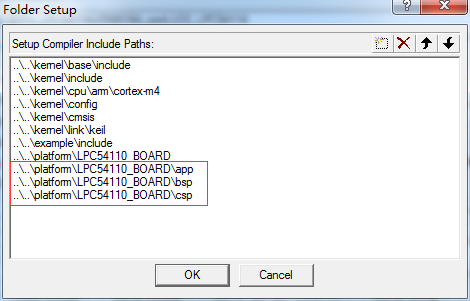 Folder Setup
Setup Compiler Include Paths:
..\..\kernel\base\include
..\..\kernel\include
..\..\kernel\cpu\arm\cortex-m4
..\..\kernel\config
..\..\kernel\cmsis
..\..\kernel\link\keil
..\..\example\include
..\..\platform\LPC54110_BOARD
..\..\platform\LPC54110_BOARD\app
..\..\platform\LPC54110_BOARD\bsp
..\..\platform\LPC54110_BOARD\csp
OK
Cancel